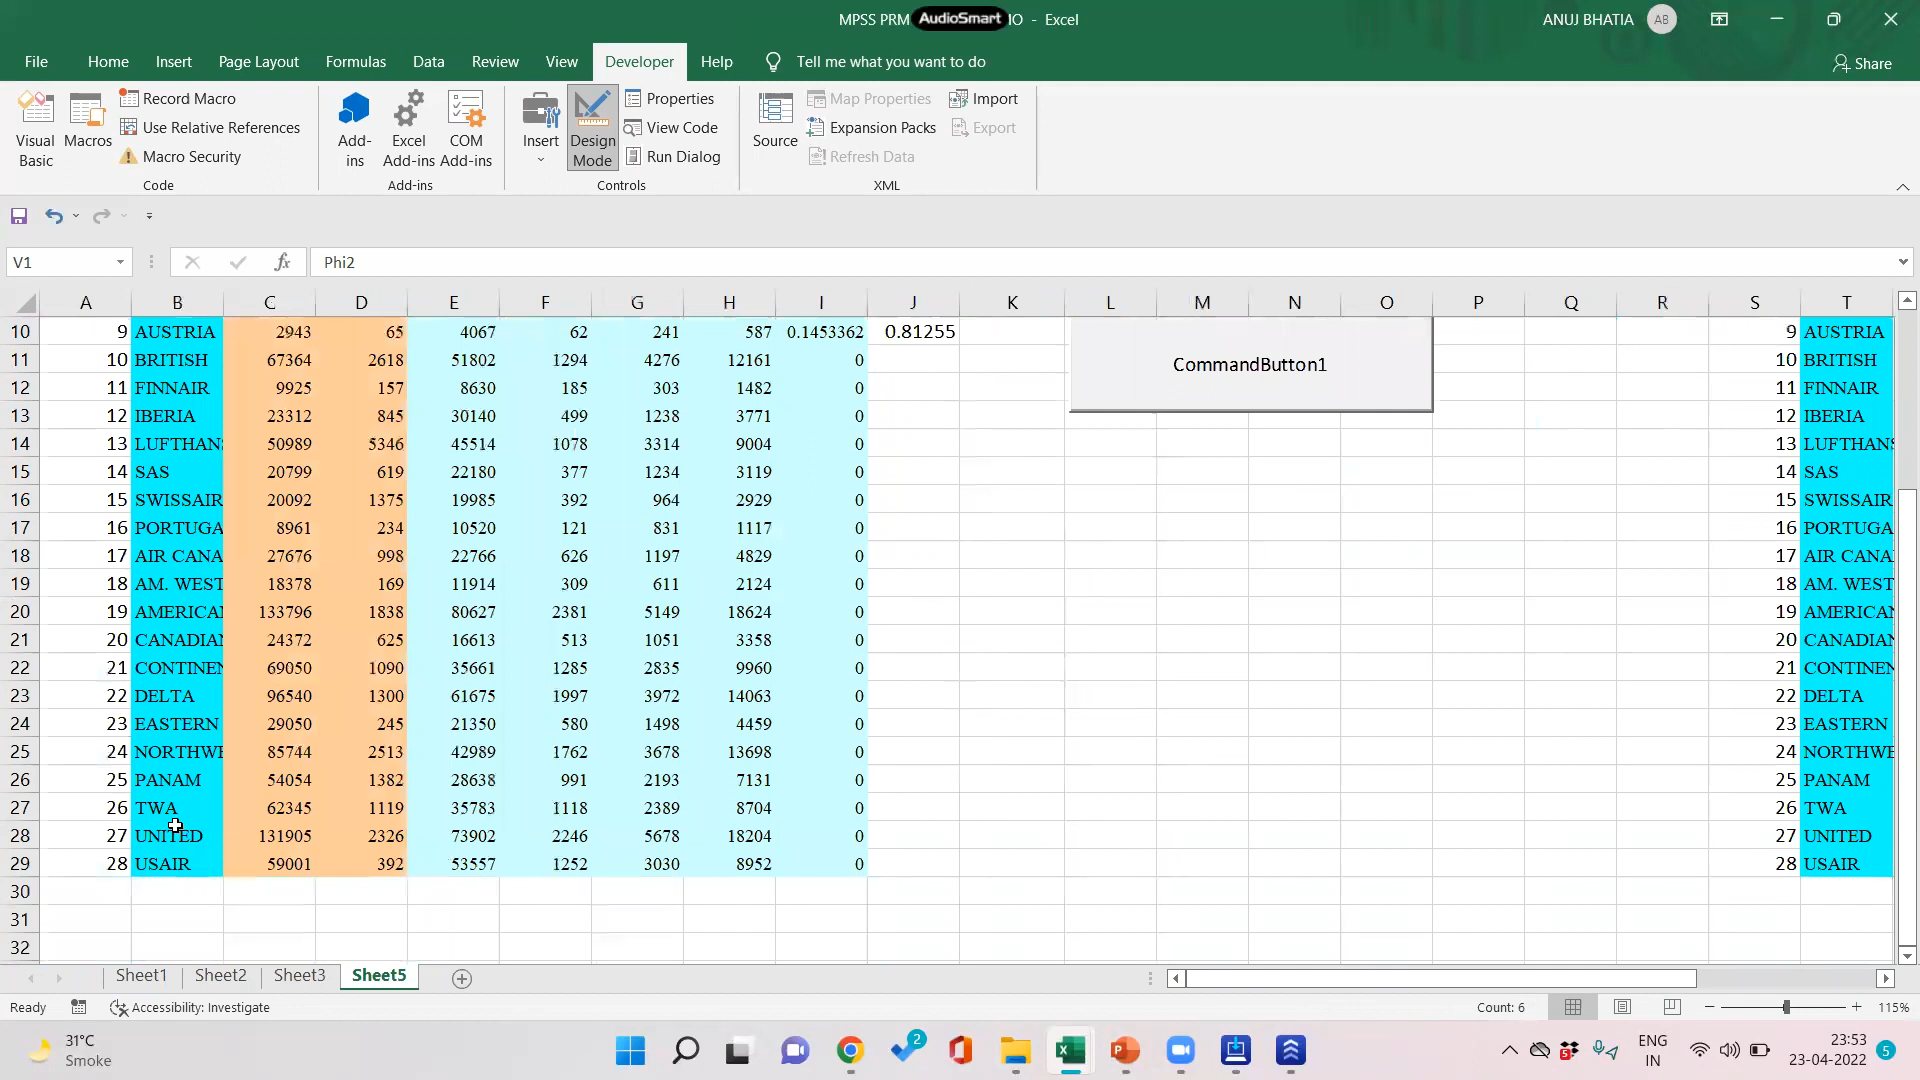 MPSS PRM AudioSmart IO - Excel
ANUJ BHATIA AB
File Home Insert Page Layout Formulas Data Review View Developer Help Tell me what you want to do Share
Visual Basic
Macros
Record Macro
Use Relative References
Macro Security
Code
Add-ins
Excel Add-ins
COM Add-ins
Add-ins
Insert
Design Mode
Properties
View Code
Run Dialog
Controls
Source
Map Properties
Expansion Packs
Refresh Data
Import
Export
XML
V1 fx Phi2
A B C D E F G H I J K L M N O P Q R S T
10 9 AUSTRIA 2943 65 4067 62 241 587 0.1453362 0.81255 9 AUSTRIA
CommandButton1
11 10 BRITISH 67364 2618 51802 1294 4276 12161 0 10 BRITISH
12 11 FINNAIR 9925 157 8630 185 303 1482 0 11 FINNAIR
13 12 IBERIA 23312 845 30140 499 1238 3771 0 12 IBERIA
14 13 LUFTHAN 50989 5346 45514 1078 3314 9004 0 13 LUFTHANS
15 14 SAS 20799 619 22180 377 1234 3119 0 14 SAS
16 15 SWISSAIR 20092 1375 19985 392 964 2929 0 15 SWISSAIR
17 16 PORTUGA 8961 234 10520 121 831 1117 0 16 PORTUGA
18 17 AIR CANA 27676 998 22766 626 1197 4829 0 17 AIR CANA
19 18 AM. WEST 18378 169 11914 309 611 2124 0 18 AM. WEST
20 19 AMERICAN 133796 1838 80627 2381 5149 18624 0 19 AMERICAN
21 20 CANADIAN 24372 625 16613 513 1051 3358 0 20 CANADIAN
22 21 CONTINEN 69050 1090 35661 1285 2835 9960 0 21 CONTINEN
23 22 DELTA 96540 1300 61675 1997 3972 14063 0 22 DELTA
24 23 EASTERN 29050 245 21350 580 1498 4459 0 23 EASTERN
25 24 NORTHWE 85744 2513 42989 1762 3678 13698 0 24 NORTHWE
26 25 PANAM 54054 1382 28638 991 2193 7131 0 25 PANAM
27 26 TWA 62345 1119 35783 1118 2389 8704 0 26 TWA
28 27 UNITED 131905 2326 73902 2246 5678 18204 0 27 UNITED
29 28 USAIR 59001 392 53557 1252 3030 8952 0 28 USAIR
30
31
32
Sheet1 Sheet2 Sheet3 Sheet5
Ready Accessibility: Investigate Count: 6 115%
31°C
Smoke
2
5
ENG
IN
23:53
23-04-2022
5